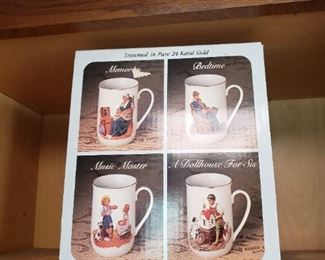 Trimmed in Pure 24 Karat Gold
Memories
Bedtime
Music Master
A Dollhouse For Sis